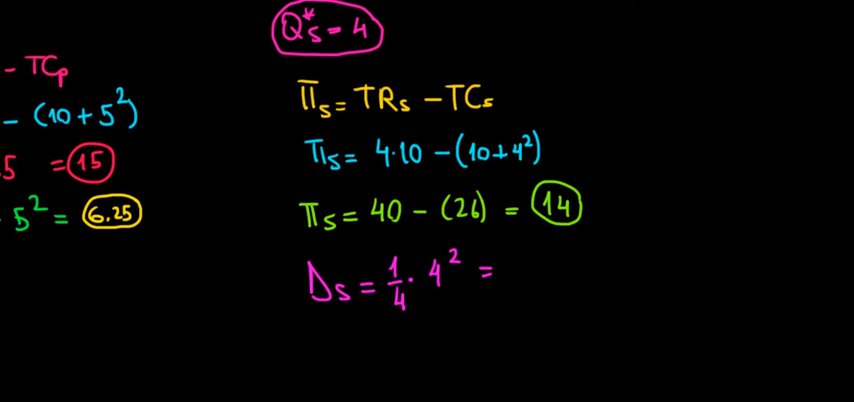 Q*s = 4
- TCp
- (10 + 5²)
5 = 15
5² = 6.25
Πs = TRs - TCs
Πs = 4·10 - (10 + 4²)
Πs = 40 - (26) = 14
Ds = 1/4 · 4² =